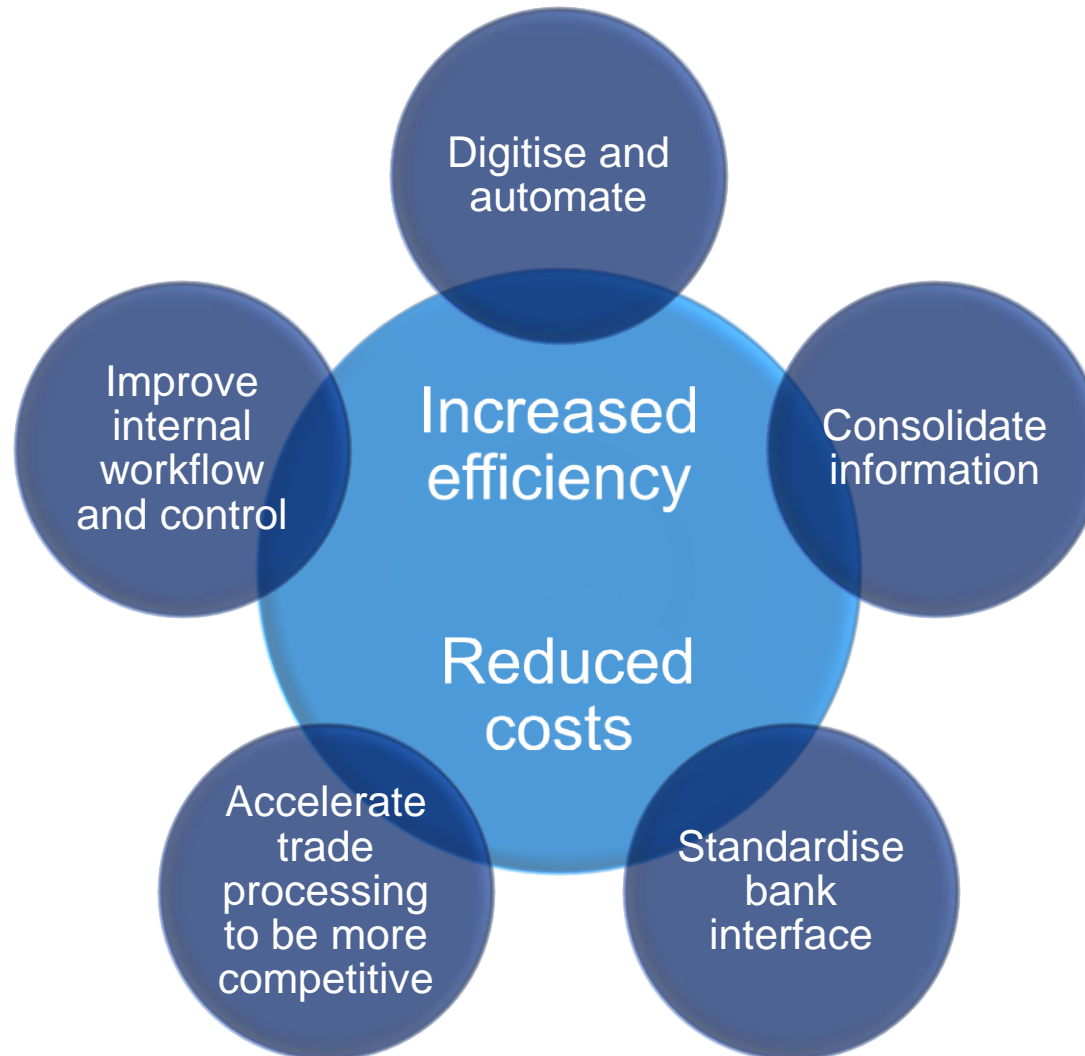 Digitise and
automate
Improve
internal
workflow
and control
Increased
efficiency
Consolidate
information
Reduced
costs
Accelerate
trade
processing
to be more
competitive
Standardise
bank
interface